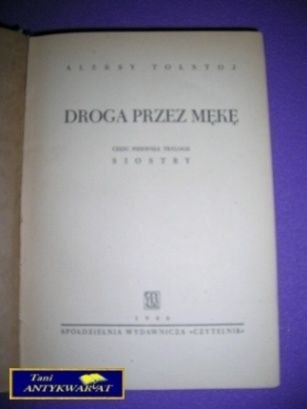 ALEKSY TOŁSTOJ
DROGA PRZEZ MĘKĘ
CZĘŚĆ PIERWSZA TRYLOGII
SIOSTRY
SPÓŁDZIELNIA WYDAWNICZA «CZYTELNIK»
Tani
ANTYKWARIAT